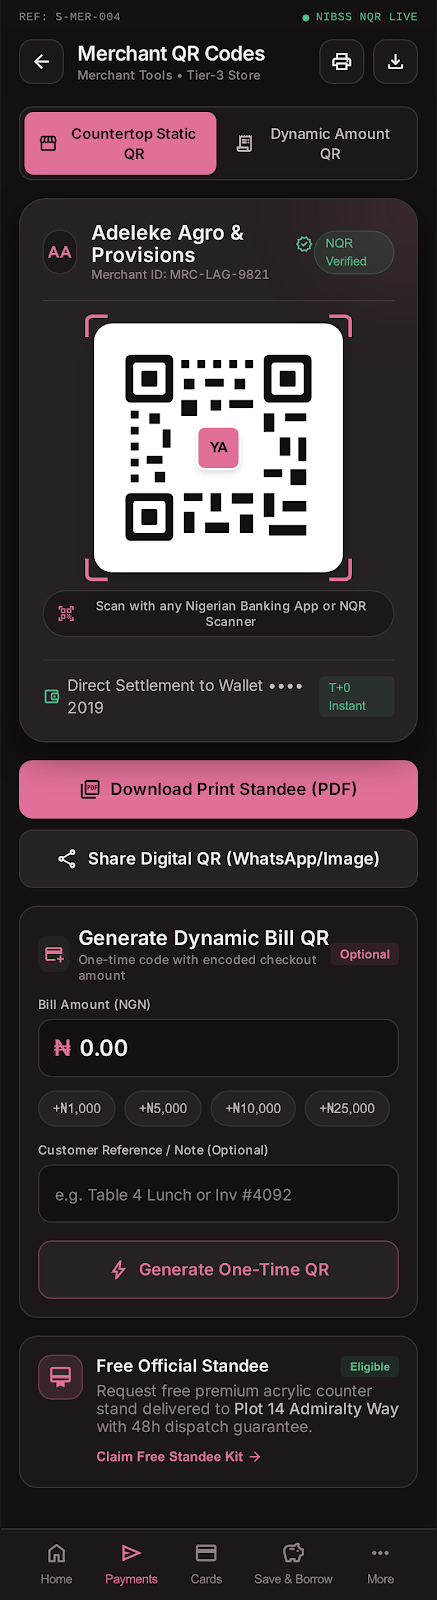 REF: S-MER-004
● NIBSS NQR LIVE
Merchant QR Codes
Merchant Tools • Tier-3 Store
Countertop Static
QR
Dynamic Amount
QR
AA
Adeleke Agro &
Provisions
Merchant ID: MRC-LAG-9821
NQR
Verified
YA
Scan with any Nigerian Banking App or NQR
Scanner
Direct Settlement to Wallet ••••
2019
T+0
Instant
Download Print Standee (PDF)
Share Digital QR (WhatsApp/Image)
Generate Dynamic Bill QR
One-time code with encoded checkout
amount
Optional
Bill Amount (NGN)
₦ 0.00
+₦1,000
+₦5,000
+₦10,000
+₦25,000
Customer Reference / Note (Optional)
e.g. Table 4 Lunch or Inv #4092
Generate One-Time QR
Free Official Standee
Eligible
Request free premium acrylic counter
stand delivered to Plot 14 Admiralty Way
with 48h dispatch guarantee.
Claim Free Standee Kit →
Home
Payments
Cards
Save & Borrow
More